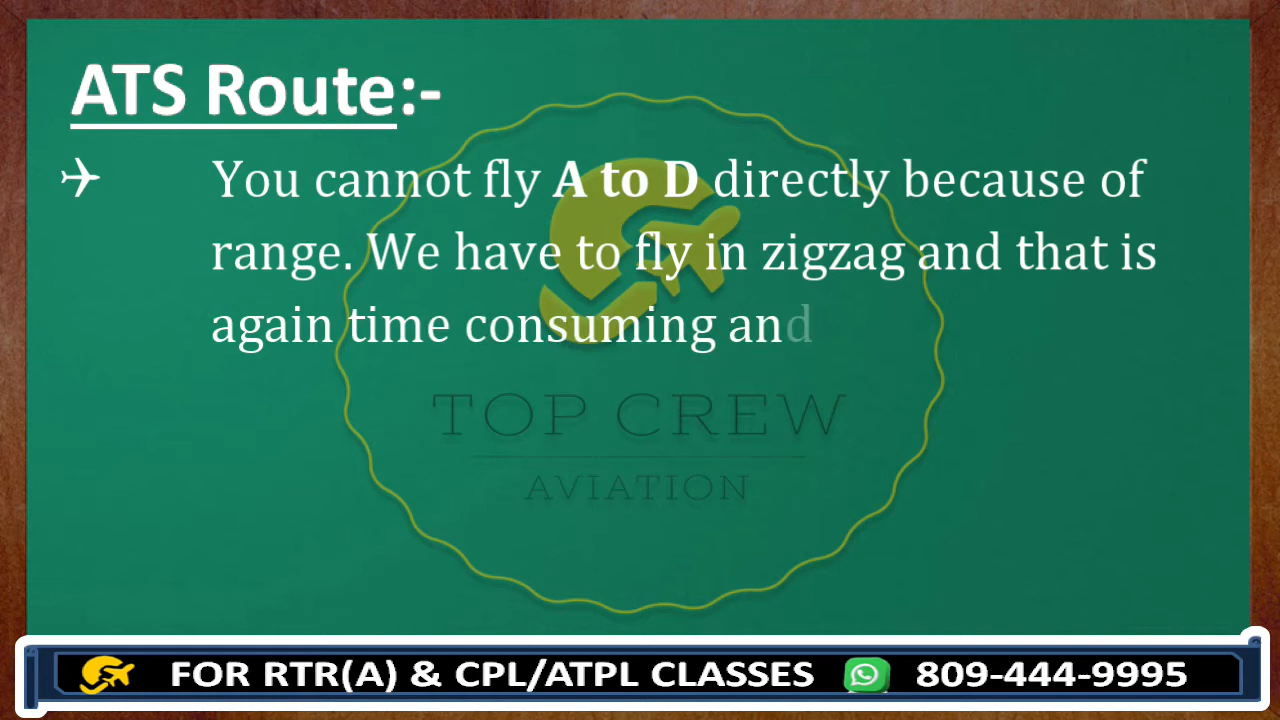 ATS Route:-
You cannot fly A to D directly because of
range. We have to fly in zigzag and that is
again time consuming and
TOP CREW
AVIATION
FOR RTR(A) & CPL/ATPL CLASSES 809-444-9995